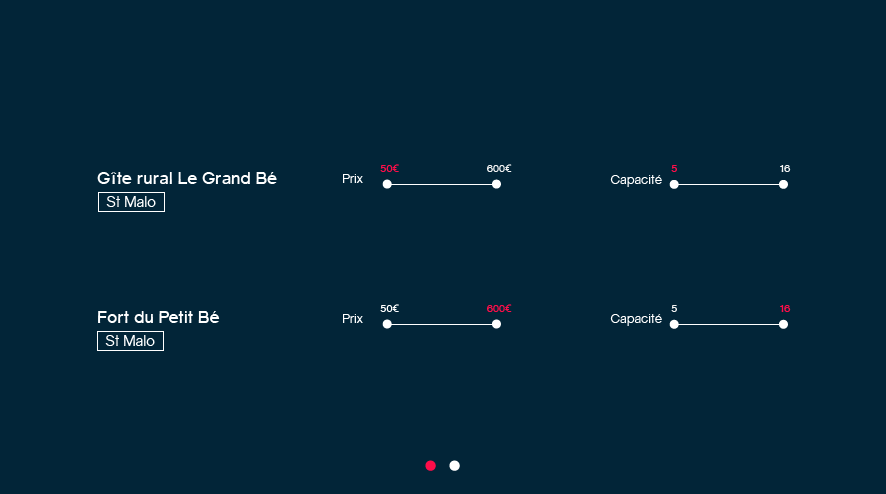 Gîte rural Le Grand Bé
St Malo
Prix
50€
600€
Capacité
5
16
Fort du Petit Bé
St Malo
Prix
50€
600€
Capacité
5
16